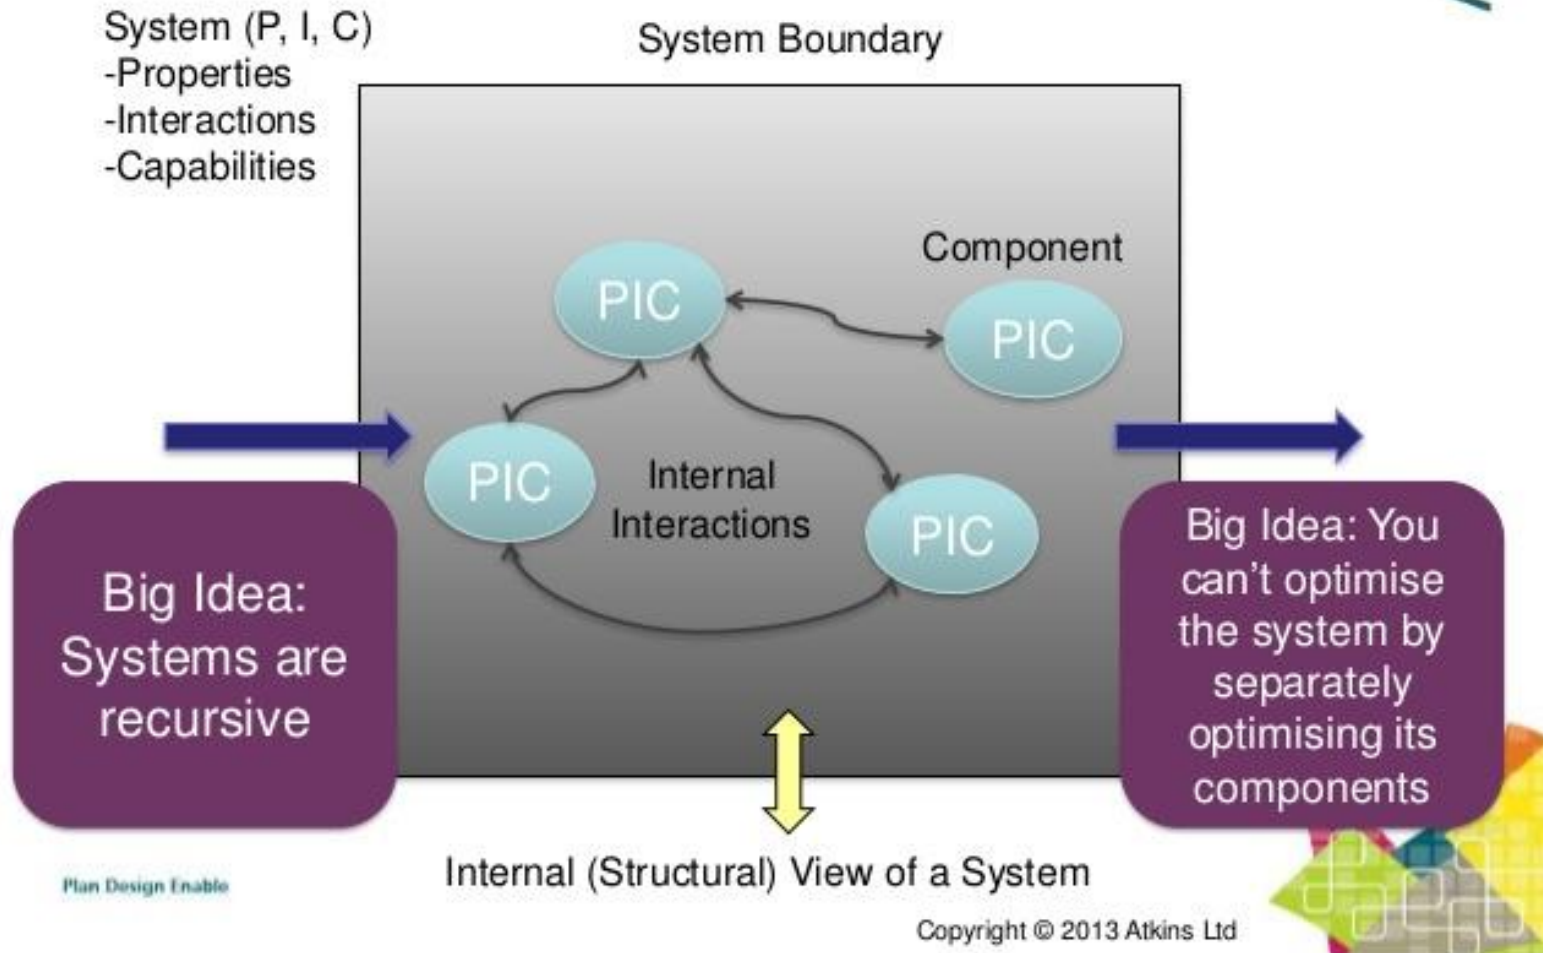 System (P, I, C)
-Properties
-Interactions
-Capabilities
System Boundary
Component
PIC
PIC
PIC
Internal
Interactions
PIC
Big Idea:
Systems are
recursive
Big Idea: You
can't optimise
the system by
separately
optimising its
components
Internal (Structural) View of a System
Plan Design Enable
Copyright © 2013 Atkins Ltd